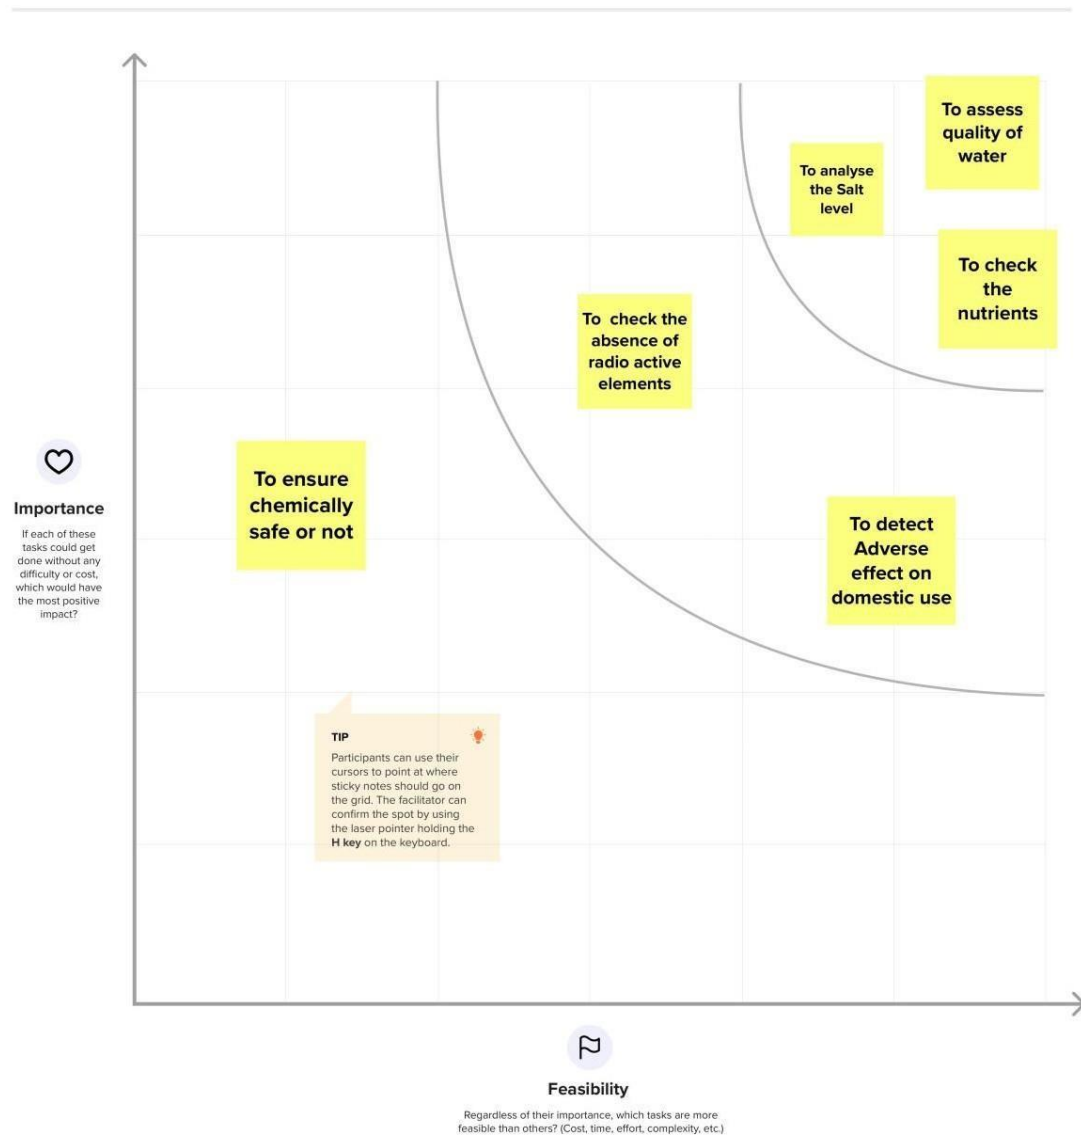 To assess
quality of
water
To analyse
the Salt
level
To check
the
nutrients
To check the
absence of
radio active
elements
To ensure
chemically
safe or not
To detect
Adverse
effect on
domestic use
Importance
If each of these
tasks could get
done without any
difficulty or cost,
which would have
the most positive
impact?
TIP
Participants can use their
cursors to point at where
sticky notes should go on
the grid. The facilitator can
confirm the spot by using
the laser pointer holding the
H key on the keyboard.
Feasibility
Regardless of their importance, which tasks are more
feasible than others? (Cost, time, effort, complexity, etc.)